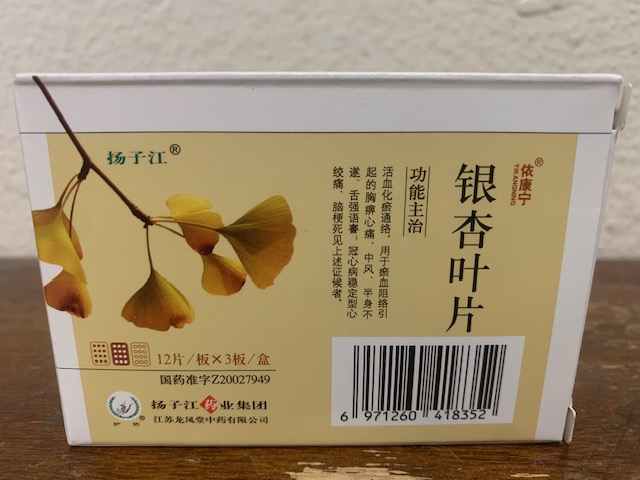 扬子江®
依康宁®
YIKANGNING
银杏叶片
功能主治
活血化瘀通络。用于瘀血阻络引
起的胸痹心痛、中风、半身不
遂、舌强语謇；冠心病稳定型心
绞痛、脑梗死见上述证候者。
12片/板×3板/盒
国药准字Z20027949
护佑®
扬子江药业集团
江苏龙凤堂中药有限公司
6 971260 418352